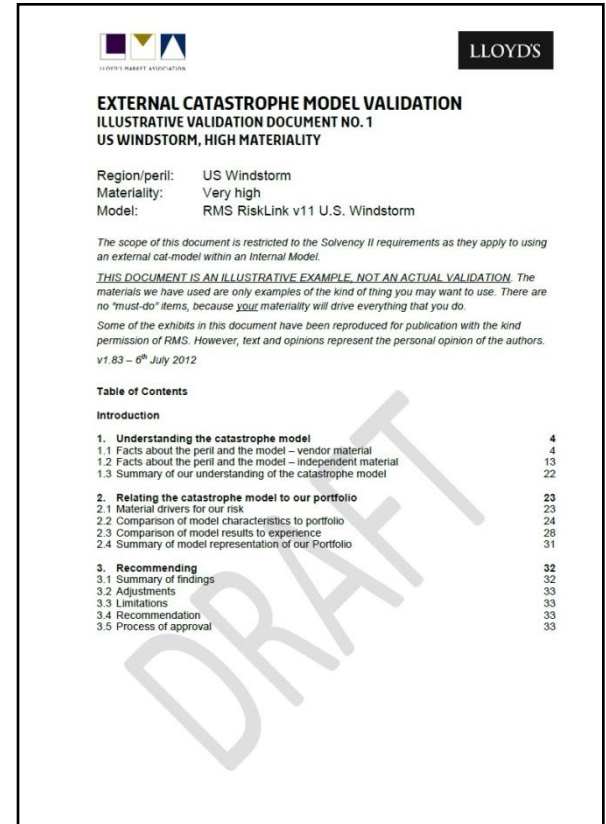 LLOYD'S MARKET ASSOCIATION
LLOYD'S
EXTERNAL CATASTROPHE MODEL VALIDATION
ILLUSTRATIVE VALIDATION DOCUMENT NO. 1
US WINDSTORM, HIGH MATERIALITY
Region/peril: US Windstorm
Materiality: Very high
Model: RMS RiskLink v11 U.S. Windstorm
The scope of this document is restricted to the Solvency II requirements as they apply to using
an external cat-model within an Internal Model.
THIS DOCUMENT IS AN ILLUSTRATIVE EXAMPLE, NOT AN ACTUAL VALIDATION. The
materials we have used are only examples of the kind of thing you may want to use. There are
no "must-do" items, because your materiality will drive everything that you do.
Some of the exhibits in this document have been reproduced for publication with the kind
permission of RMS. However, text and opinions represent the personal opinion of the authors.
v1.83 – 6th July 2012
Table of Contents
Introduction
1. Understanding the catastrophe model 4
1.1 Facts about the peril and the model – vendor material 4
1.2 Facts about the peril and the model – independent material 13
1.3 Summary of our understanding of the catastrophe model 22
2. Relating the catastrophe model to our portfolio 23
2.1 Material drivers for our risk 23
2.2 Comparison of model characteristics to portfolio 24
2.3 Comparison of model results to experience 28
2.4 Summary of model representation of our Portfolio 31
3. Recommending 32
3.1 Summary of findings 32
3.2 Adjustments 33
3.3 Limitations 33
3.4 Recommendation 33
3.5 Process of approval 33
DRAFT